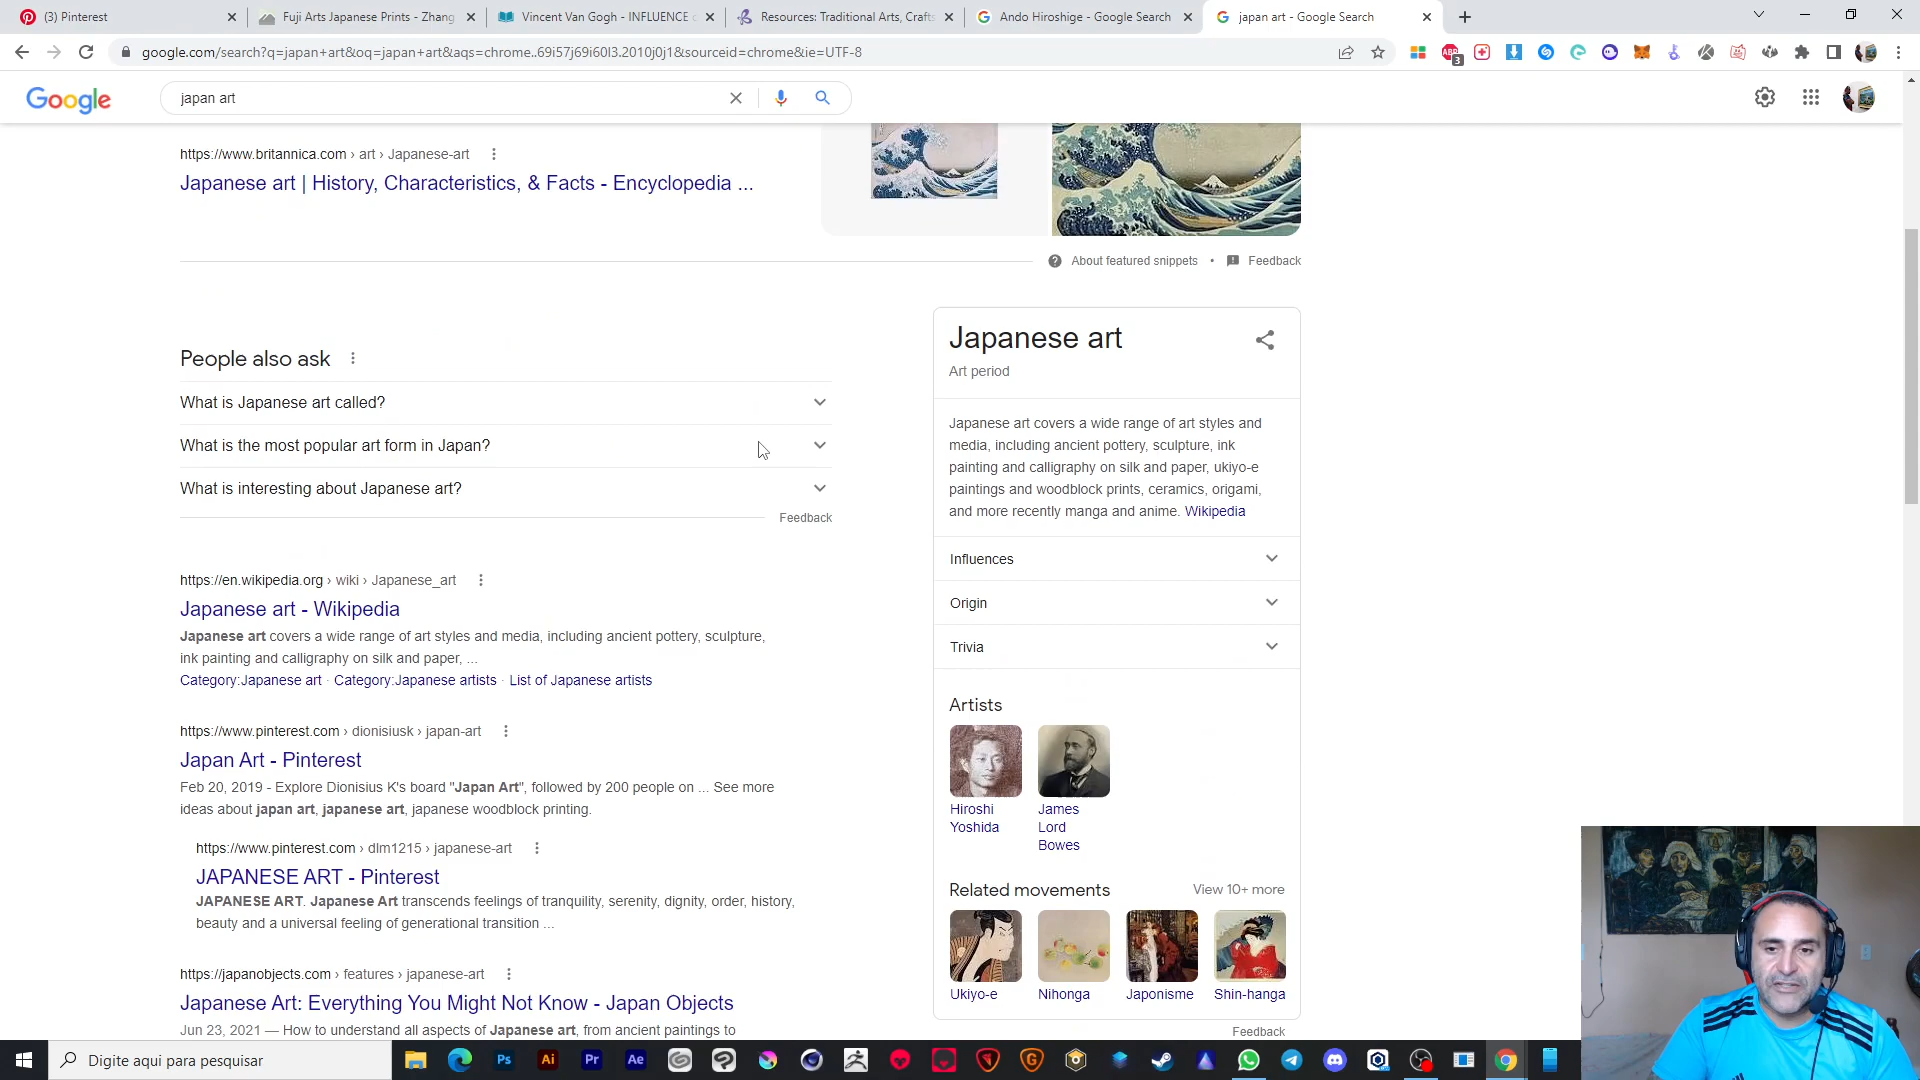 (3) Pinterest
Fuji Arts Japanese Prints - Zhang
Vincent Van Gogh - INFLUENCE
Resources: Traditional Arts, Crafts
Ando Hiroshige - Google Search
japan art - Google Search
google.com/search?q=japan+art&oq=japan+art&aqs=chrome..69i57j69i60l3.2010j0j1&sourceid=chrome&ie=UTF-8
ABP
3
Google
japan art
https://www.britannica.com › art › Japanese-art
Japanese art | History, Characteristics, & Facts - Encyclopedia ...
About featured snippets • Feedback
People also ask
What is Japanese art called?
What is the most popular art form in Japan?
What is interesting about Japanese art?
Feedback
https://en.wikipedia.org › wiki › Japanese_art
Japanese art - Wikipedia
Japanese art covers a wide range of art styles and media, including ancient pottery, sculpture,
ink painting and calligraphy on silk and paper, ...
Category:Japanese art · Category:Japanese artists · List of Japanese artists
https://www.pinterest.com › dionisiusk › japan-art
Japan Art - Pinterest
Feb 20, 2019 - Explore Dionisius K's board "Japan Art", followed by 200 people on ... See more
ideas about japan art, japanese art, japanese woodblock printing.
https://www.pinterest.com › dlm1215 › japanese-art
JAPANESE ART - Pinterest
JAPANESE ART. Japanese Art transcends feelings of tranquility, serenity, dignity, order, history,
beauty and a universal feeling of generational transition ...
https://japanobjects.com › features › japanese-art
Japanese Art: Everything You Might Not Know - Japan Objects
Jun 23, 2021 — How to understand all aspects of Japanese art, from ancient paintings to
Japanese art
Art period
Japanese art covers a wide range of art styles and
media, including ancient pottery, sculpture, ink
painting and calligraphy on silk and paper, ukiyo-e
paintings and woodblock prints, ceramics, origami,
and more recently manga and anime. Wikipedia
Influences
Origin
Trivia
Artists
Hiroshi
Yoshida
James
Lord
Bowes
Related movements
View 10+ more
Ukiyo-e
Nihonga
Japonisme
Shin-hanga
Feedback
Digite aqui para pesquisar
Ps
Ai
Pr
Ae